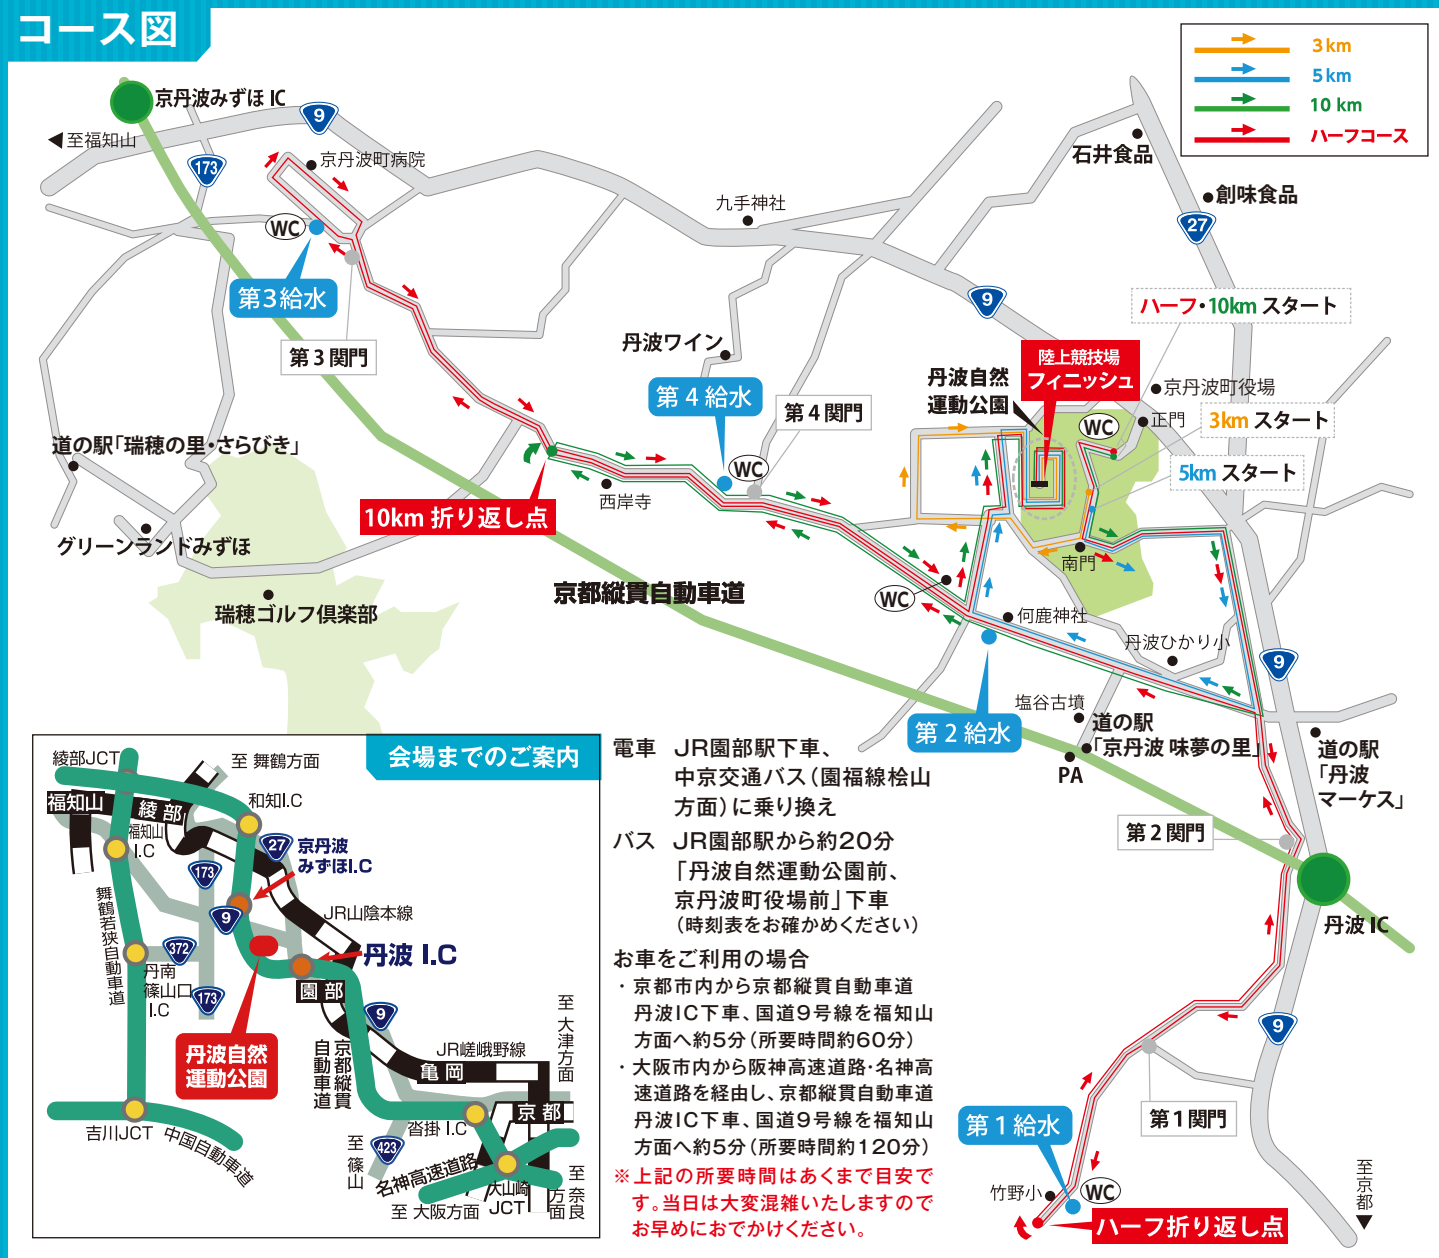 コース図
3km
5km
10 km
ハーフコース
京丹波みずほ IC
至福知山
9
173
京丹波町病院
WC
第3給水
第3関門
九手神社
石井食品
創味食品
27
9
ハーフ・10kmスタート
丹波ワイン
第4給水
第4関門
WC
丹波自然
運動公園
陸上競技場
フィニッシュ
京丹波町役場
正門
WC
3kmスタート
5kmスタート
道の駅「瑞穂の里・さらびき」
グリーンランドみずほ
瑞穂ゴルフ倶楽部
10km 折り返し点
西岸寺
京都縦貫自動車道
南門
WC
何鹿神社
丹波ひかり小
9
第2給水
塩谷古墳
道の駅
「京丹波 味夢の里」
PA
道の駅
「丹波
マーケス」
第2関門
丹波 IC
9
第1関門
第1給水
竹野小
WC
ハーフ折り返し点
至京都
会場までのご案内
綾部JCT
至 舞鶴方面
福知山
綾部
和知I.C
福知山
I.C
27
京丹波
みずほI.C
173
9
JR山陰本線
舞鶴若狭自動車道
372
丹南
篠山口
I.C
173
丹波 I.C
園部
9
丹波自然
運動公園
京都縦貫
自動車道
JR嵯峨野線
亀岡
至 大津方面
京都
吉川JCT
中国自動車道
沓掛 I.C
423
至 篠山
名神高速道路
大山崎
JCT
至 大阪方面
至奈良
方面
電車 JR園部駅下車、
中京交通バス（園福線桧山
方面）に乗り換え
バス JR園部駅から約20分
「丹波自然運動公園前、
京丹波町役場前」下車
（時刻表をお確かめください）
お車をご利用の場合
・京都市内から京都縦貫自動車道
丹波IC下車、国道9号線を福知山
方面へ約5分（所要時間約60分）
・大阪市内から阪神高速道路・名神高
速道路を経由し、京都縦貫自動車道
丹波IC下車、国道9号線を福知山
方面へ約5分（所要時間約120分）
※上記の所要時間はあくまで目安で
す。当日は大変混雑いたしますので
お早めにおでかけください。